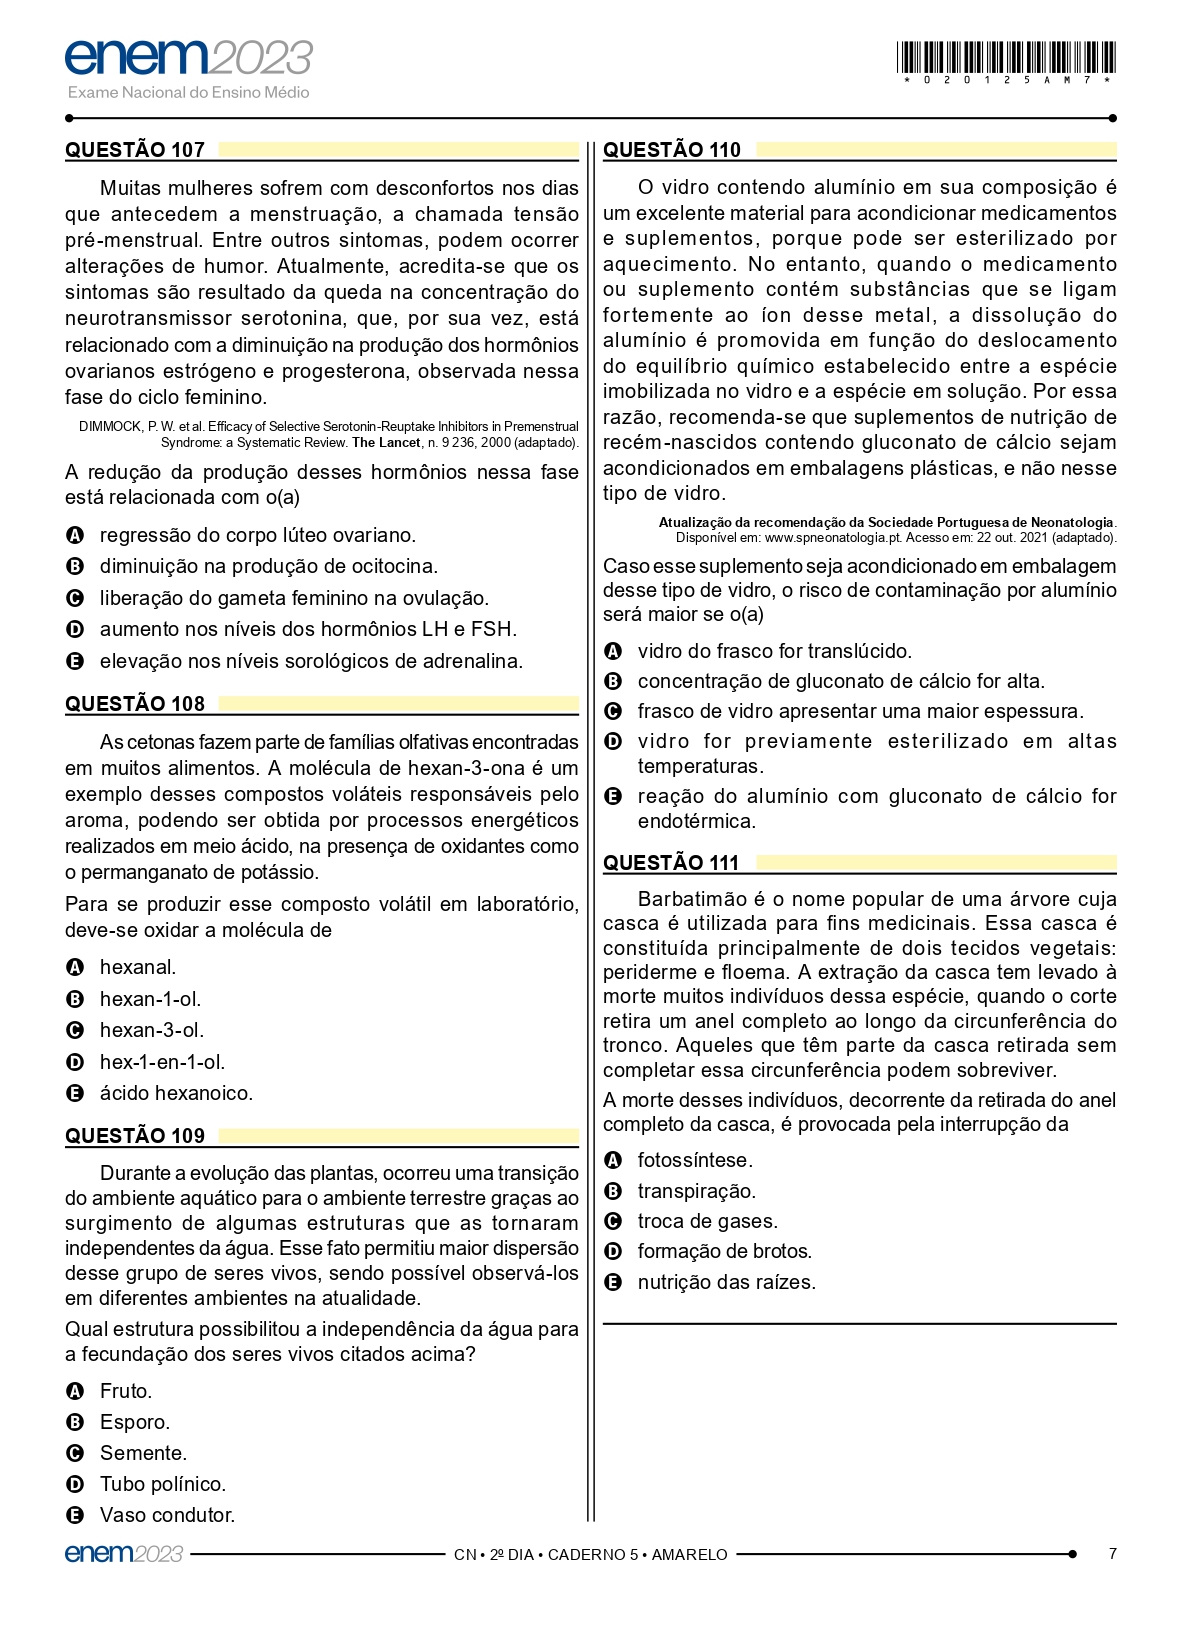 enem2023
Exame Nacional do Ensino Médio
*020125AM7*
QUESTÃO 107
Muitas mulheres sofrem com desconfortos nos dias
que antecedem a menstruação, a chamada tensão
pré-menstrual. Entre outros sintomas, podem ocorrer
alterações de humor. Atualmente, acredita-se que os
sintomas são resultado da queda na concentração do
neurotransmissor serotonina, que, por sua vez, está
relacionado com a diminuição na produção dos hormônios
ovarianos estrógeno e progesterona, observada nessa
fase do ciclo feminino.
DIMMOCK, P. W. et al. Efficacy of Selective Serotonin-Reuptake Inhibitors in Premenstrual
Syndrome: a Systematic Review. The Lancet, n. 9 236, 2000 (adaptado).
A redução da produção desses hormônios nessa fase
está relacionada com o(a)
A regressão do corpo lúteo ovariano.
B diminuição na produção de ocitocina.
C liberação do gameta feminino na ovulação.
D aumento nos níveis dos hormônios LH e FSH.
E elevação nos níveis sorológicos de adrenalina.
QUESTÃO 108
As cetonas fazem parte de famílias olfativas encontradas
em muitos alimentos. A molécula de hexan-3-ona é um
exemplo desses compostos voláteis responsáveis pelo
aroma, podendo ser obtida por processos energéticos
realizados em meio ácido, na presença de oxidantes como
o permanganato de potássio.
Para se produzir esse composto volátil em laboratório,
deve-se oxidar a molécula de
A hexanal.
B hexan-1-ol.
C hexan-3-ol.
D hex-1-en-1-ol.
E ácido hexanoico.
QUESTÃO 109
Durante a evolução das plantas, ocorreu uma transição
do ambiente aquático para o ambiente terrestre graças ao
surgimento de algumas estruturas que as tornaram
independentes da água. Esse fato permitiu maior dispersão
desse grupo de seres vivos, sendo possível observá-los
em diferentes ambientes na atualidade.
Qual estrutura possibilitou a independência da água para
a fecundação dos seres vivos citados acima?
A Fruto.
B Esporo.
C Semente.
D Tubo polínico.
E Vaso condutor.
QUESTÃO 110
O vidro contendo alumínio em sua composição é
um excelente material para acondicionar medicamentos
e suplementos, porque pode ser esterilizado por
aquecimento. No entanto, quando o medicamento
ou suplemento contém substâncias que se ligam
fortemente ao íon desse metal, a dissolução do
alumínio é promovida em função do deslocamento
do equilíbrio químico estabelecido entre a espécie
imobilizada no vidro e a espécie em solução. Por essa
razão, recomenda-se que suplementos de nutrição de
recém-nascidos contendo gluconato de cálcio sejam
acondicionados em embalagens plásticas, e não nesse
tipo de vidro.
Atualização da recomendação da Sociedade Portuguesa de Neonatologia.
Disponível em: www.spneonatologia.pt. Acesso em: 22 out. 2021 (adaptado).
Caso esse suplemento seja acondicionado em embalagem
desse tipo de vidro, o risco de contaminação por alumínio
será maior se o(a)
A vidro do frasco for translúcido.
B concentração de gluconato de cálcio for alta.
C frasco de vidro apresentar uma maior espessura.
D vidro for previamente esterilizado em altas
temperaturas.
E reação do alumínio com gluconato de cálcio for
endotérmica.
QUESTÃO 111
Barbatimão é o nome popular de uma árvore cuja
casca é utilizada para fins medicinais. Essa casca é
constituída principalmente de dois tecidos vegetais:
periderme e floema. A extração da casca tem levado à
morte muitos indivíduos dessa espécie, quando o corte
retira um anel completo ao longo da circunferência do
tronco. Aqueles que têm parte da casca retirada sem
completar essa circunferência podem sobreviver.
A morte desses indivíduos, decorrente da retirada do anel
completo da casca, é provocada pela interrupção da
A fotossíntese.
B transpiração.
C troca de gases.
D formação de brotos.
E nutrição das raízes.
enem2023
CN • 2º DIA • CADERNO 5 • AMARELO
7